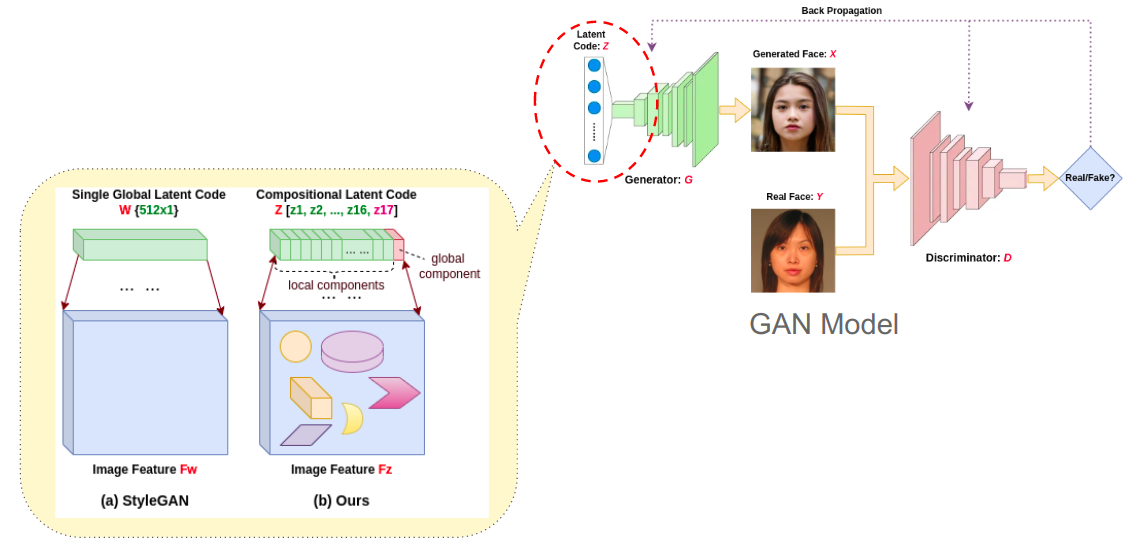 Back Propagation
Latent
Code: Z
Generated Face: X
Generator: G
Real Face: Y
Real/Fake?
Discriminator: D
GAN Model
Single Global Latent Code
W {512x1}
... ...
Image Feature Fw
(a) StyleGAN
Compositional Latent Code
Z [z1, z2, ..., z16, z17]
... ...
global
component
local components
... ...
Image Feature Fz
(b) Ours